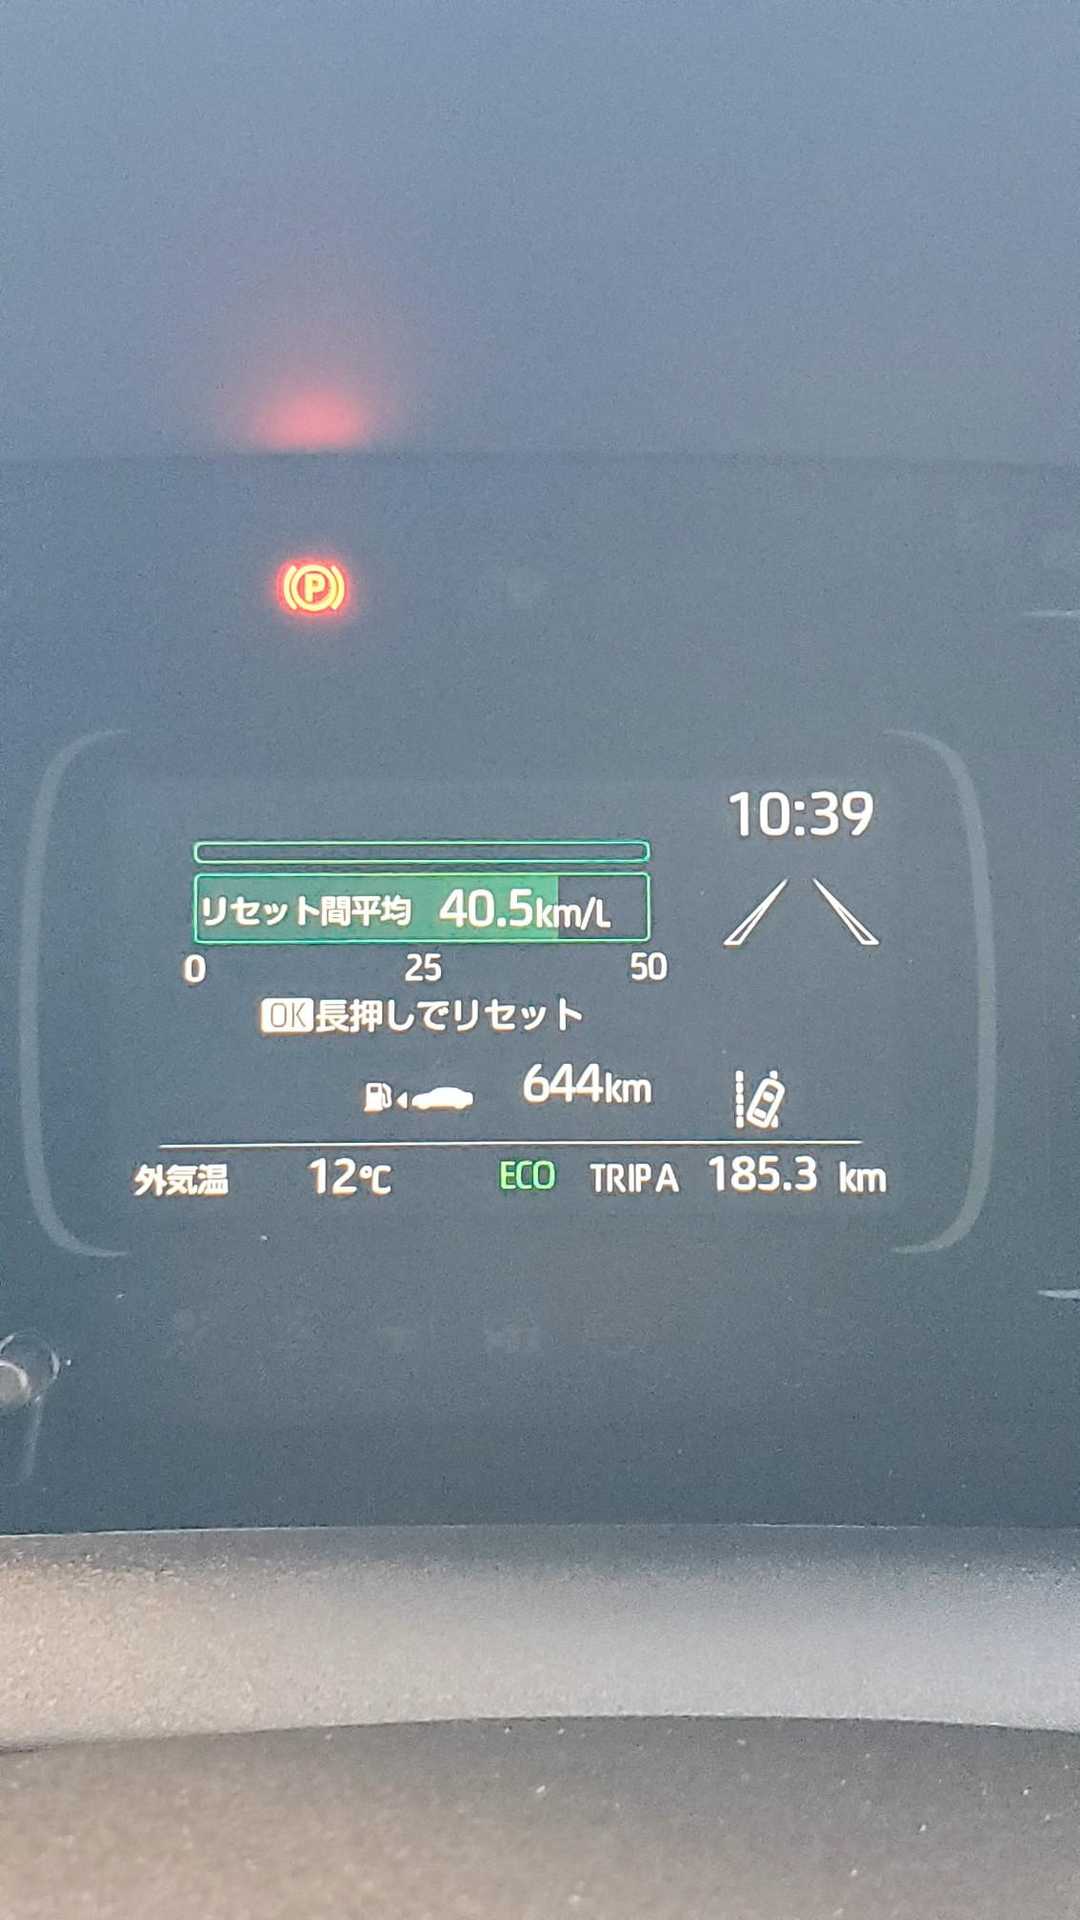 P
10:39
リセット間平均 40.5km/L
0 25 50
OK長押しでリセット
644km
外気温 12℃ ECO TRIP A 185.3 km